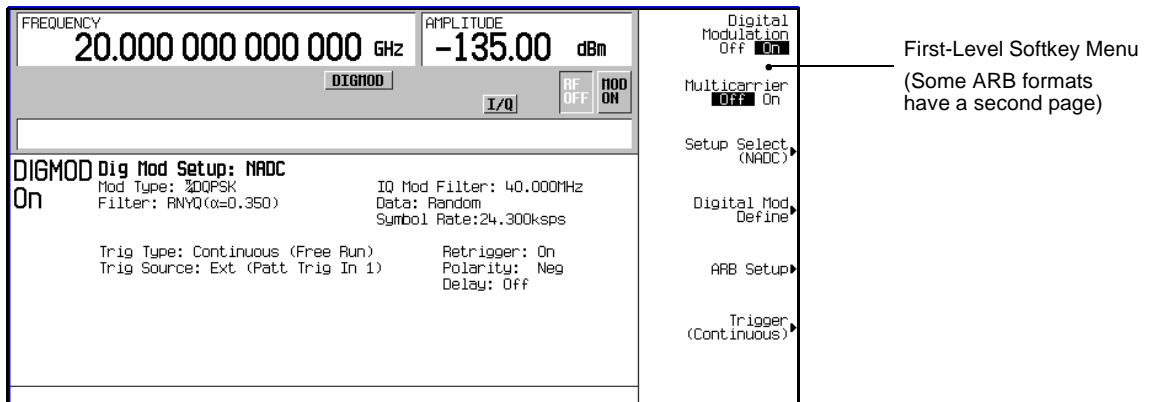 FREQUENCY
20.000 000 000 000 GHz
AMPLITUDE
-135.00 dBm
DIGMOD
I/Q
RF OFF
MOD ON
DIGMOD On
Dig Mod Setup: NADC
Mod Type: π/4DQPSK
Filter: RNYQ(α=0.350)
IQ Mod Filter: 40.000MHz
Data: Random
Symbol Rate:24.300ksps
Trig Type: Continuous (Free Run)
Trig Source: Ext (Patt Trig In 1)
Retrigger: On
Polarity: Neg
Delay: Off
Digital
Modulation
Off On
Multicarrier
Off On
Setup Select
(NADC)
Digital Mod
Define
ARB Setup
Trigger
(Continuous)
First-Level Softkey Menu
(Some ARB formats
have a second page)